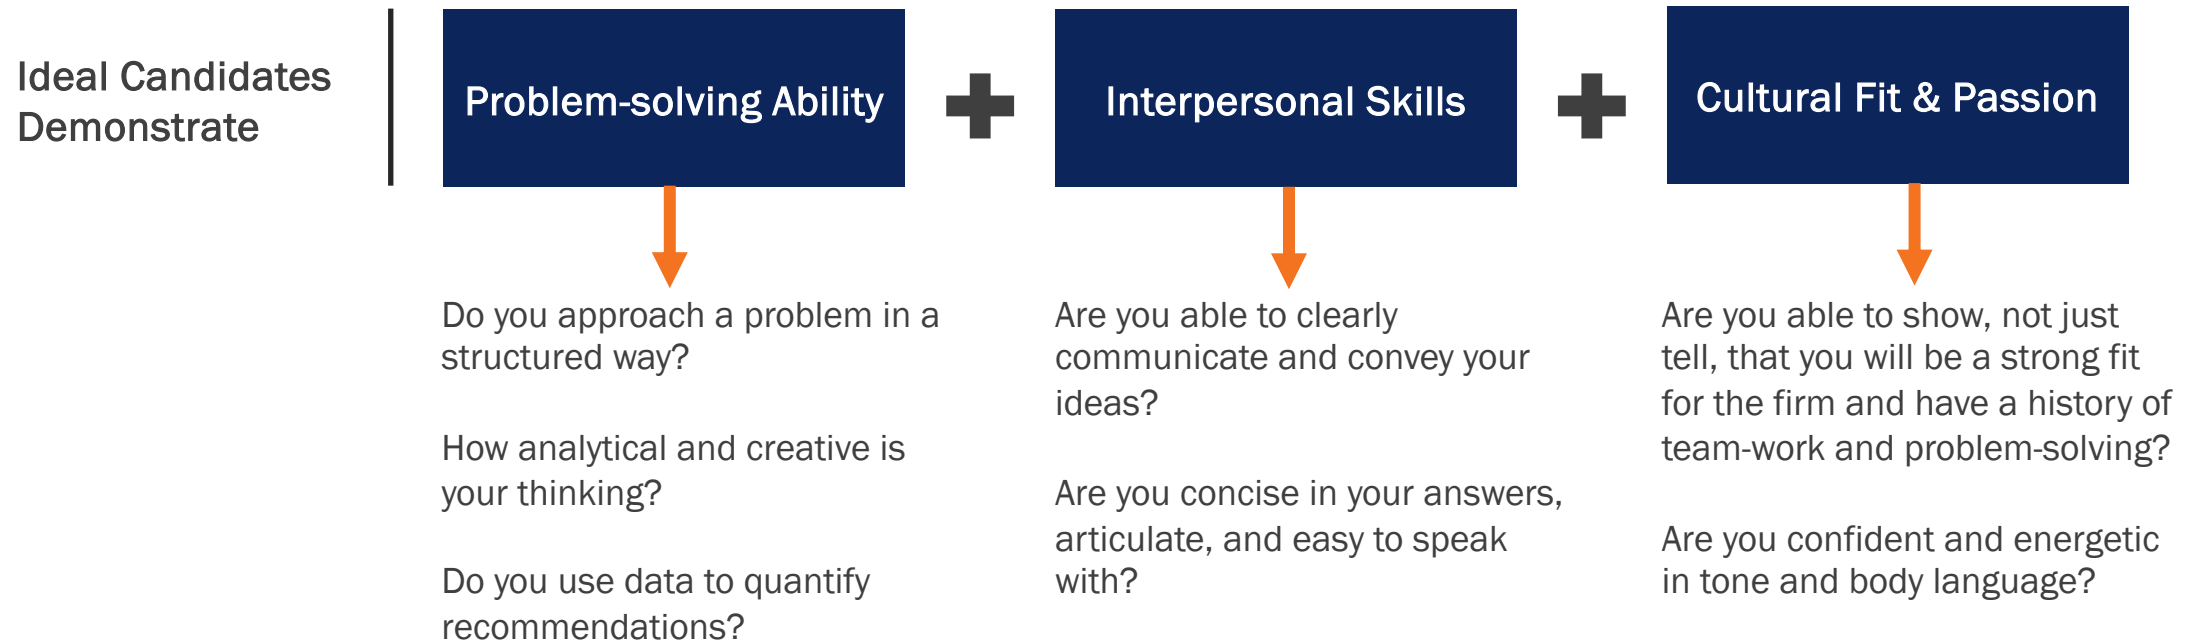 Ideal Candidates
Demonstrate
Problem-solving Ability
Interpersonal Skills
Cultural Fit & Passion
Do you approach a problem in a
structured way?
How analytical and creative is
your thinking?
Do you use data to quantify
recommendations?
Are you able to clearly
communicate and convey your
ideas?
Are you concise in your answers,
articulate, and easy to speak
with?
Are you able to show, not just
tell, that you will be a strong fit
for the firm and have a history of
team-work and problem-solving?
Are you confident and energetic
in tone and body language?